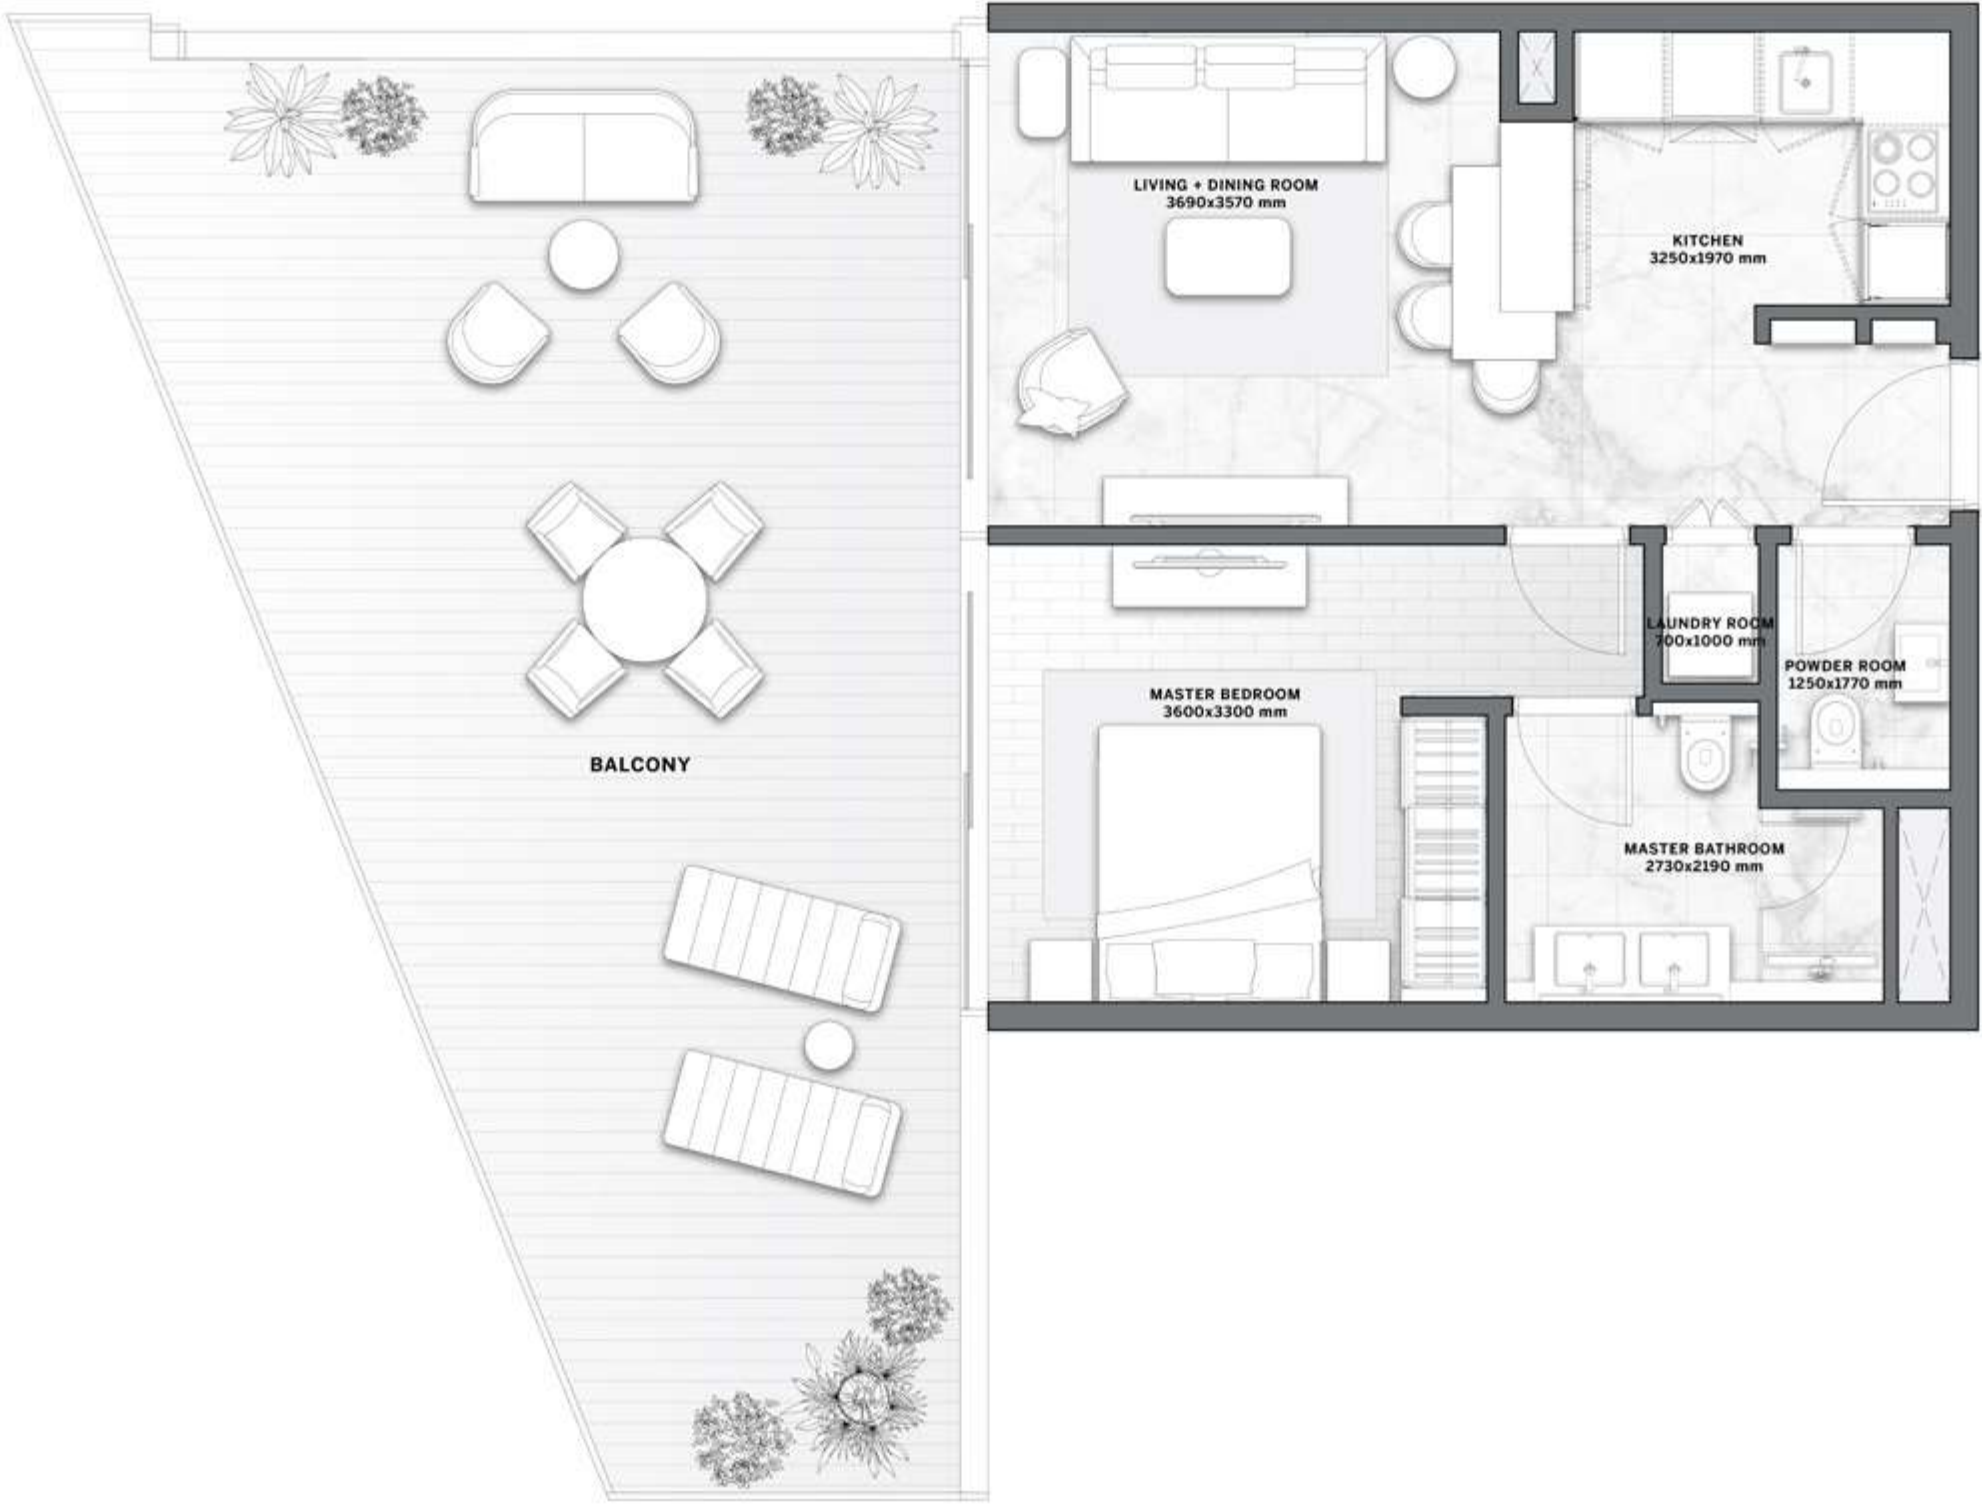 LIVING + DINING ROOM
3690x3570 mm
KITCHEN
3250x1970 mm
LAUNDRY ROOM
700x1000 mm
POWDER ROOM
1250x1770 mm
MASTER BEDROOM
3600x3300 mm
BALCONY
MASTER BATHROOM
2730x2190 mm